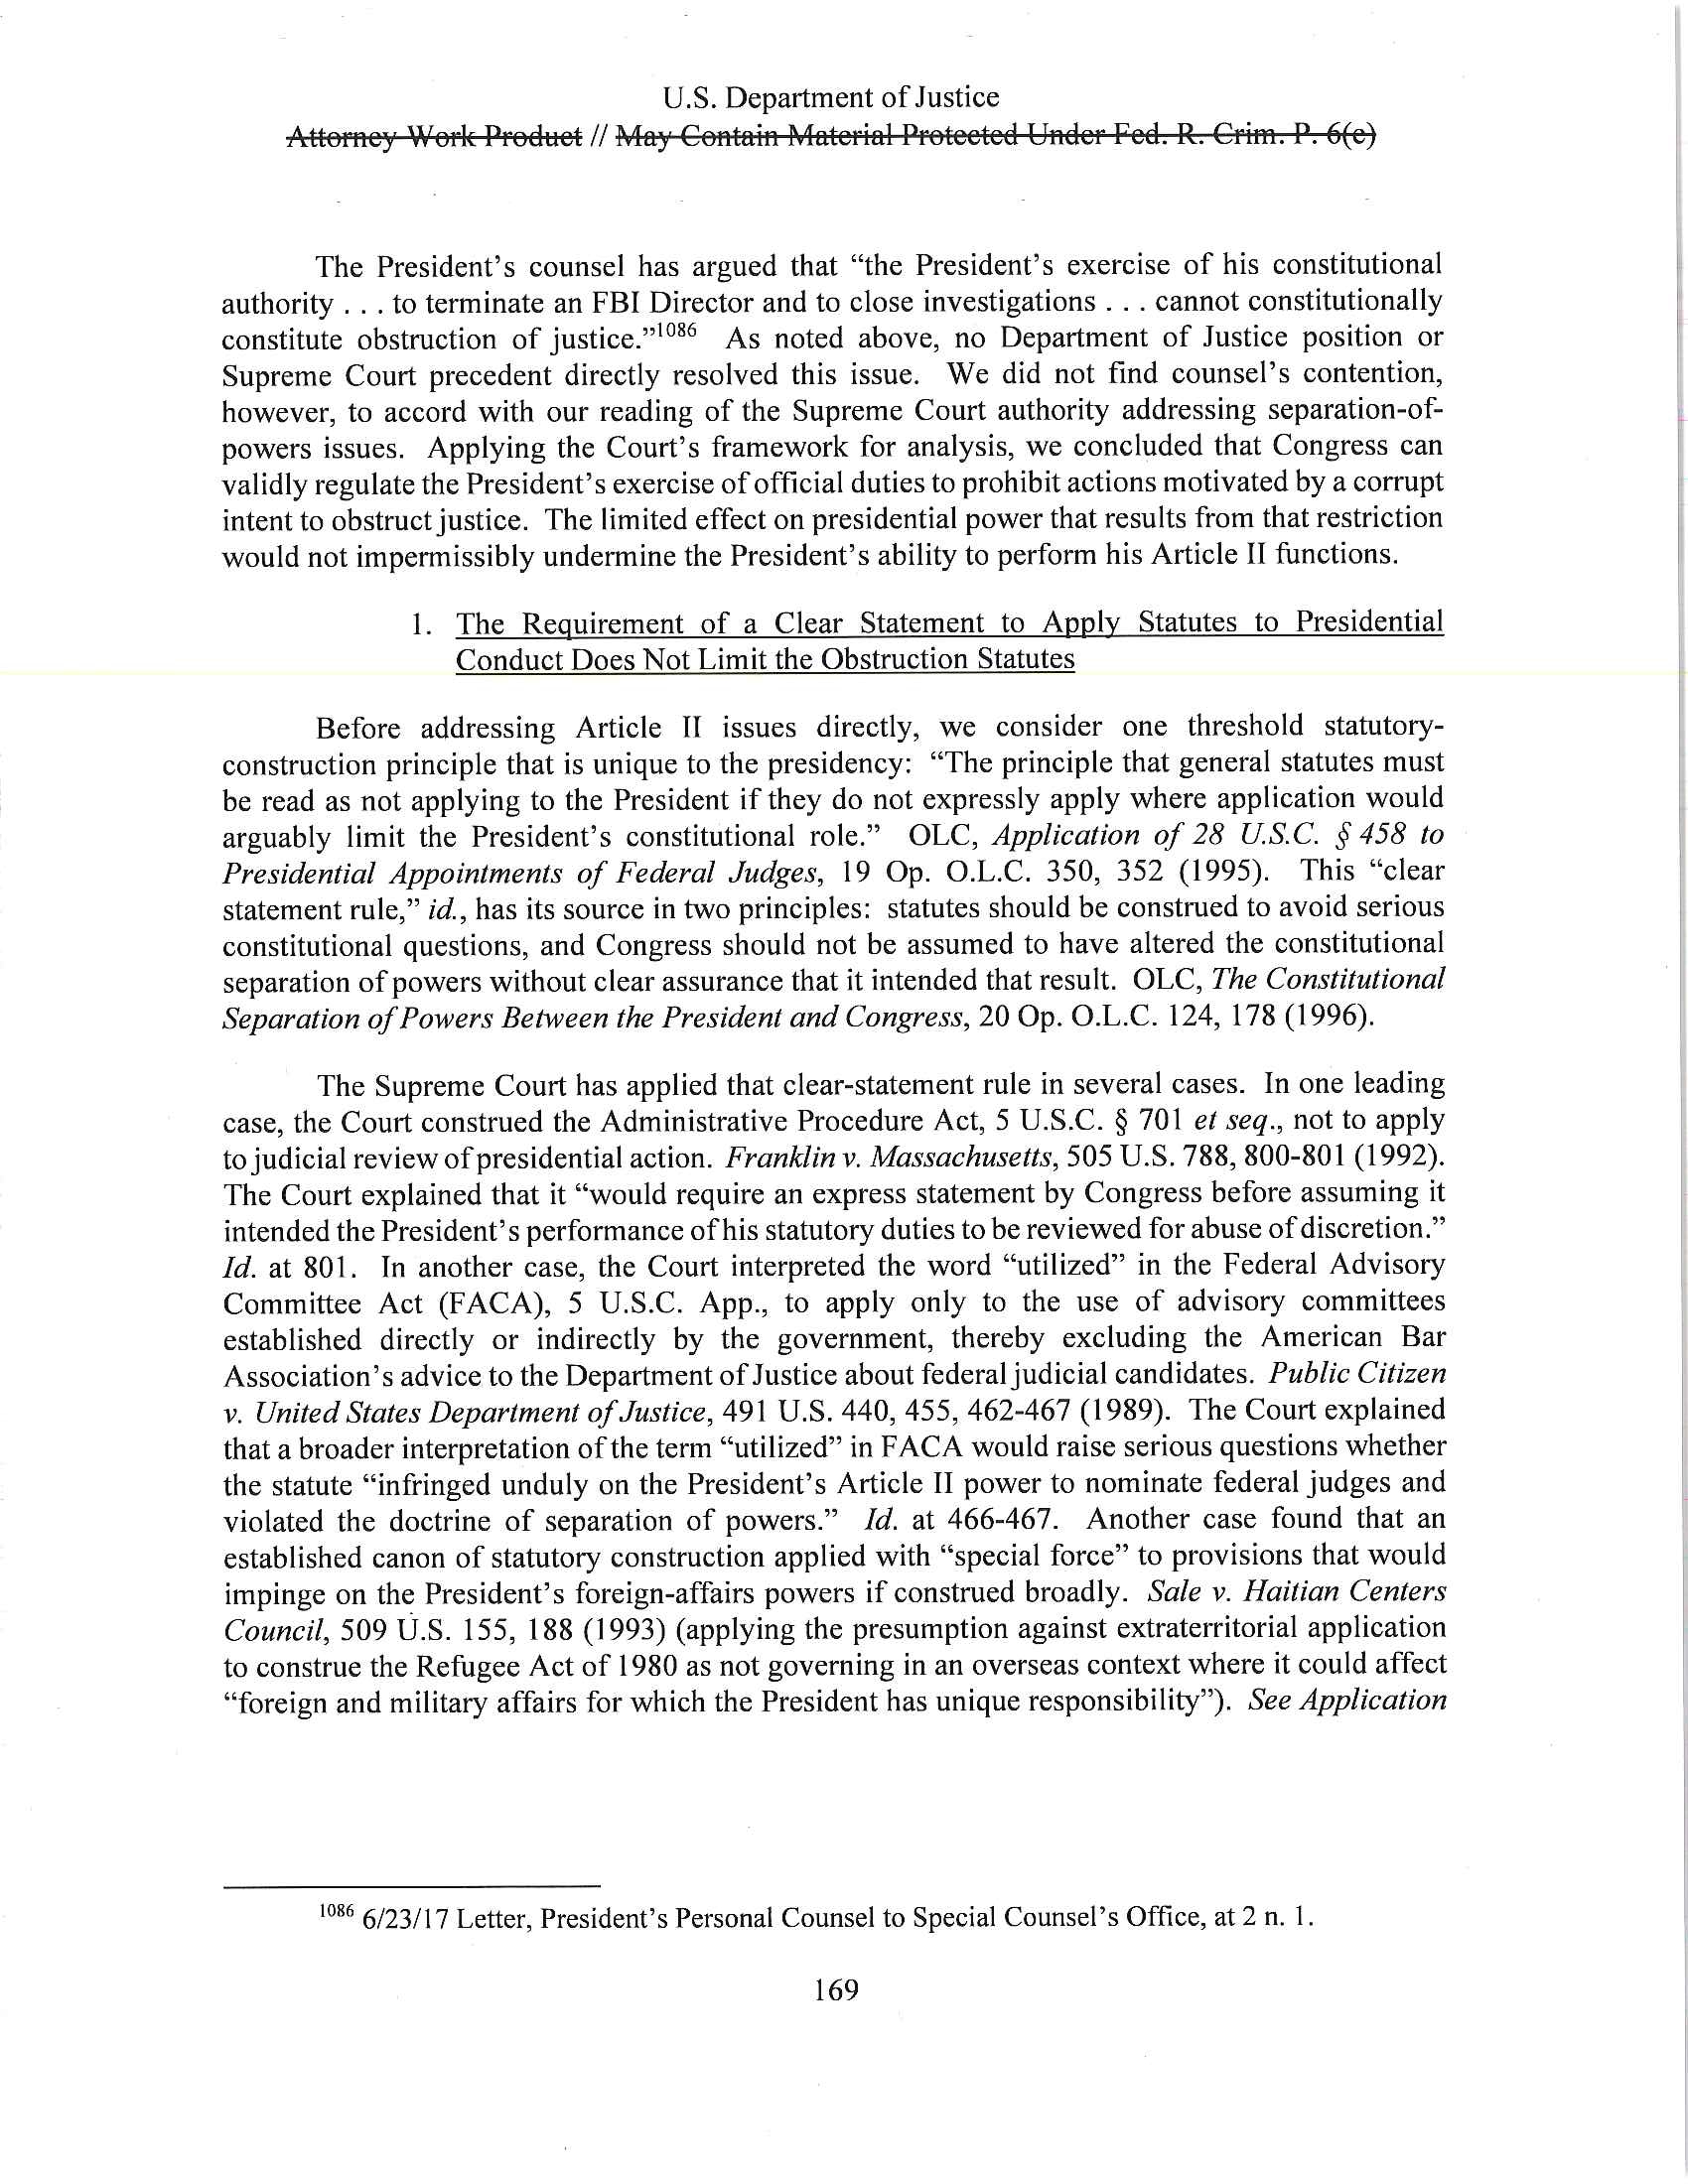 U.S. Department of Justice
Attorney Work Product // May Contain Material Protected Under Fed. R. Crim. P. 6(e)
The President's counsel has argued that “the President's exercise of his constitutional
authority . . . to terminate an FBI Director and to close investigations . . . cannot constitutionally
constitute obstruction of justice.”1086 As noted above, no Department of Justice position or
Supreme Court precedent directly resolved this issue. We did not find counsel's contention,
however, to accord with our reading of the Supreme Court authority addressing separation-of-
powers issues. Applying the Court's framework for analysis, we concluded that Congress can
validly regulate the President's exercise of official duties to prohibit actions motivated by a corrupt
intent to obstruct justice. The limited effect on presidential power that results from that restriction
would not impermissibly undermine the President's ability to perform his Article II functions.
1. The Requirement of a Clear Statement to Apply Statutes to Presidential
Conduct Does Not Limit the Obstruction Statutes
Before addressing Article II issues directly, we consider one threshold statutory-
construction principle that is unique to the presidency: “The principle that general statutes must
be read as not applying to the President if they do not expressly apply where application would
arguably limit the President's constitutional role.” OLC, Application of 28 U.S.C. § 458 to
Presidential Appointments of Federal Judges, 19 Op. O.L.C. 350, 352 (1995). This “clear
statement rule,” id., has its source in two principles: statutes should be construed to avoid serious
constitutional questions, and Congress should not be assumed to have altered the constitutional
separation of powers without clear assurance that it intended that result. OLC, The Constitutional
Separation of Powers Between the President and Congress, 20 Op. O.L.C. 124, 178 (1996).
The Supreme Court has applied that clear-statement rule in several cases. In one leading
case, the Court construed the Administrative Procedure Act, 5 U.S.C. § 701 et seq., not to apply
to judicial review of presidential action. Franklin v. Massachusetts, 505 U.S. 788, 800-801 (1992).
The Court explained that it “would require an express statement by Congress before assuming it
intended the President's performance of his statutory duties to be reviewed for abuse of discretion.”
Id. at 801. In another case, the Court interpreted the word “utilized” in the Federal Advisory
Committee Act (FACA), 5 U.S.C. App., to apply only to the use of advisory committees
established directly or indirectly by the government, thereby excluding the American Bar
Association's advice to the Department of Justice about federal judicial candidates. Public Citizen
v. United States Department of Justice, 491 U.S. 440, 455, 462-467 (1989). The Court explained
that a broader interpretation of the term “utilized” in FACA would raise serious questions whether
the statute “infringed unduly on the President's Article II power to nominate federal judges and
violated the doctrine of separation of powers.” Id. at 466-467. Another case found that an
established canon of statutory construction applied with “special force” to provisions that would
impinge on the President's foreign-affairs powers if construed broadly. Sale v. Haitian Centers
Council, 509 U.S. 155, 188 (1993) (applying the presumption against extraterritorial application
to construe the Refugee Act of 1980 as not governing in an overseas context where it could affect
“foreign and military affairs for which the President has unique responsibility”). See Application
1086 6/23/17 Letter, President's Personal Counsel to Special Counsel's Office, at 2 n. 1.
169